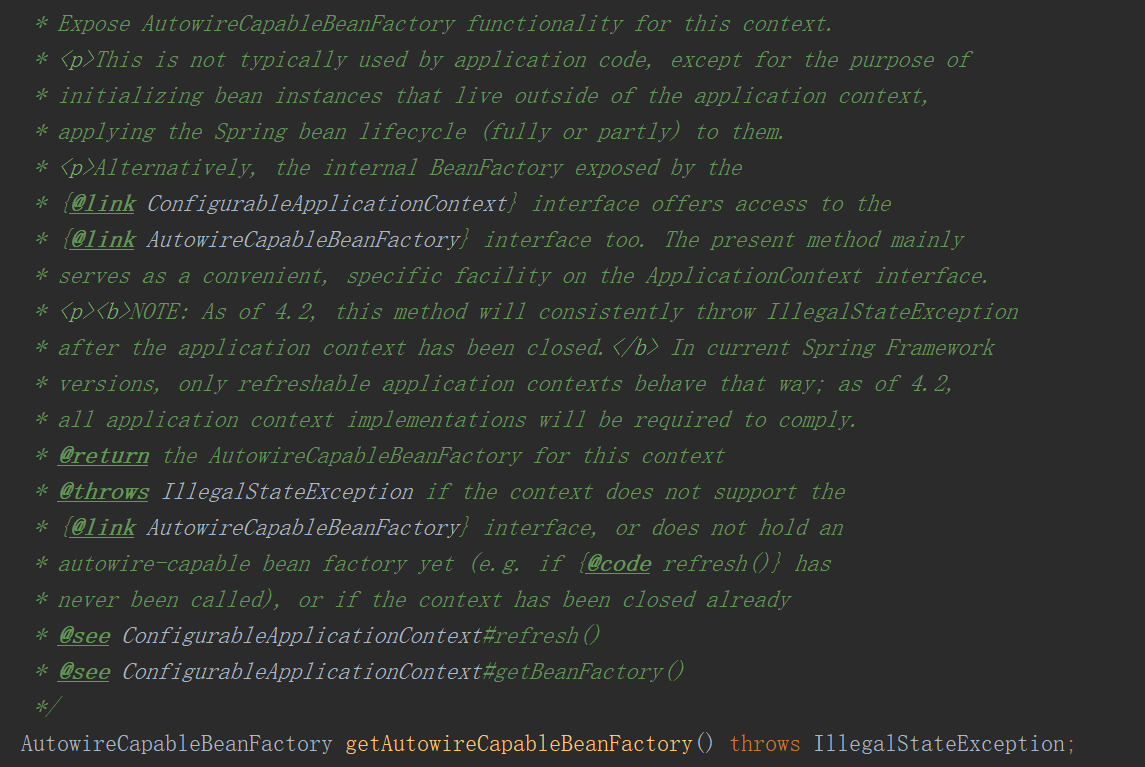 * Expose AutowireCapableBeanFactory functionality for this context.
* <p>This is not typically used by application code, except for the purpose of
* initializing bean instances that live outside of the application context,
* applying the Spring bean lifecycle (fully or partly) to them.
* <p>Alternatively, the internal BeanFactory exposed by the
* {@link ConfigurableApplicationContext} interface offers access to the
* {@link AutowireCapableBeanFactory} interface too. The present method mainly
* serves as a convenient, specific facility on the ApplicationContext interface.
* <p><b>NOTE: As of 4.2, this method will consistently throw IllegalStateException
* after the application context has been closed.</b> In current Spring Framework
* versions, only refreshable application contexts behave that way; as of 4.2,
* all application context implementations will be required to comply.
* @return the AutowireCapableBeanFactory for this context
* @throws IllegalStateException if the context does not support the
* {@link AutowireCapableBeanFactory} interface, or does not hold an
* autowire-capable bean factory yet (e.g. if {@code refresh()} has
* never been called), or if the context has been closed already
* @see ConfigurableApplicationContext#refresh()
* @see ConfigurableApplicationContext#getBeanFactory()
*/
AutowireCapableBeanFactory getAutowireCapableBeanFactory() throws IllegalStateException;